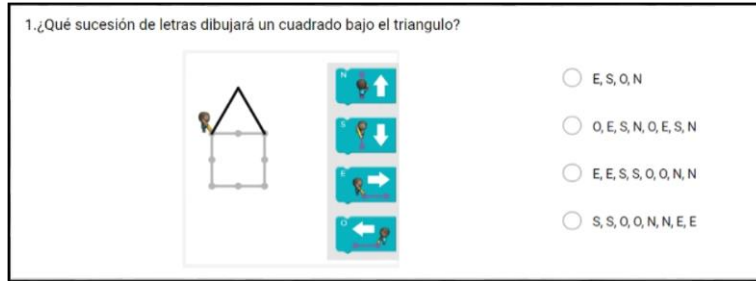 1.¿Qué sucesión de letras dibujará un cuadrado bajo el triangulo?
N
S
E
O
E, S, O, N
O, E, S, N, O, E, S, N
E, E, S, S, O, O, N, N
S, S, O, O, N, N, E, E